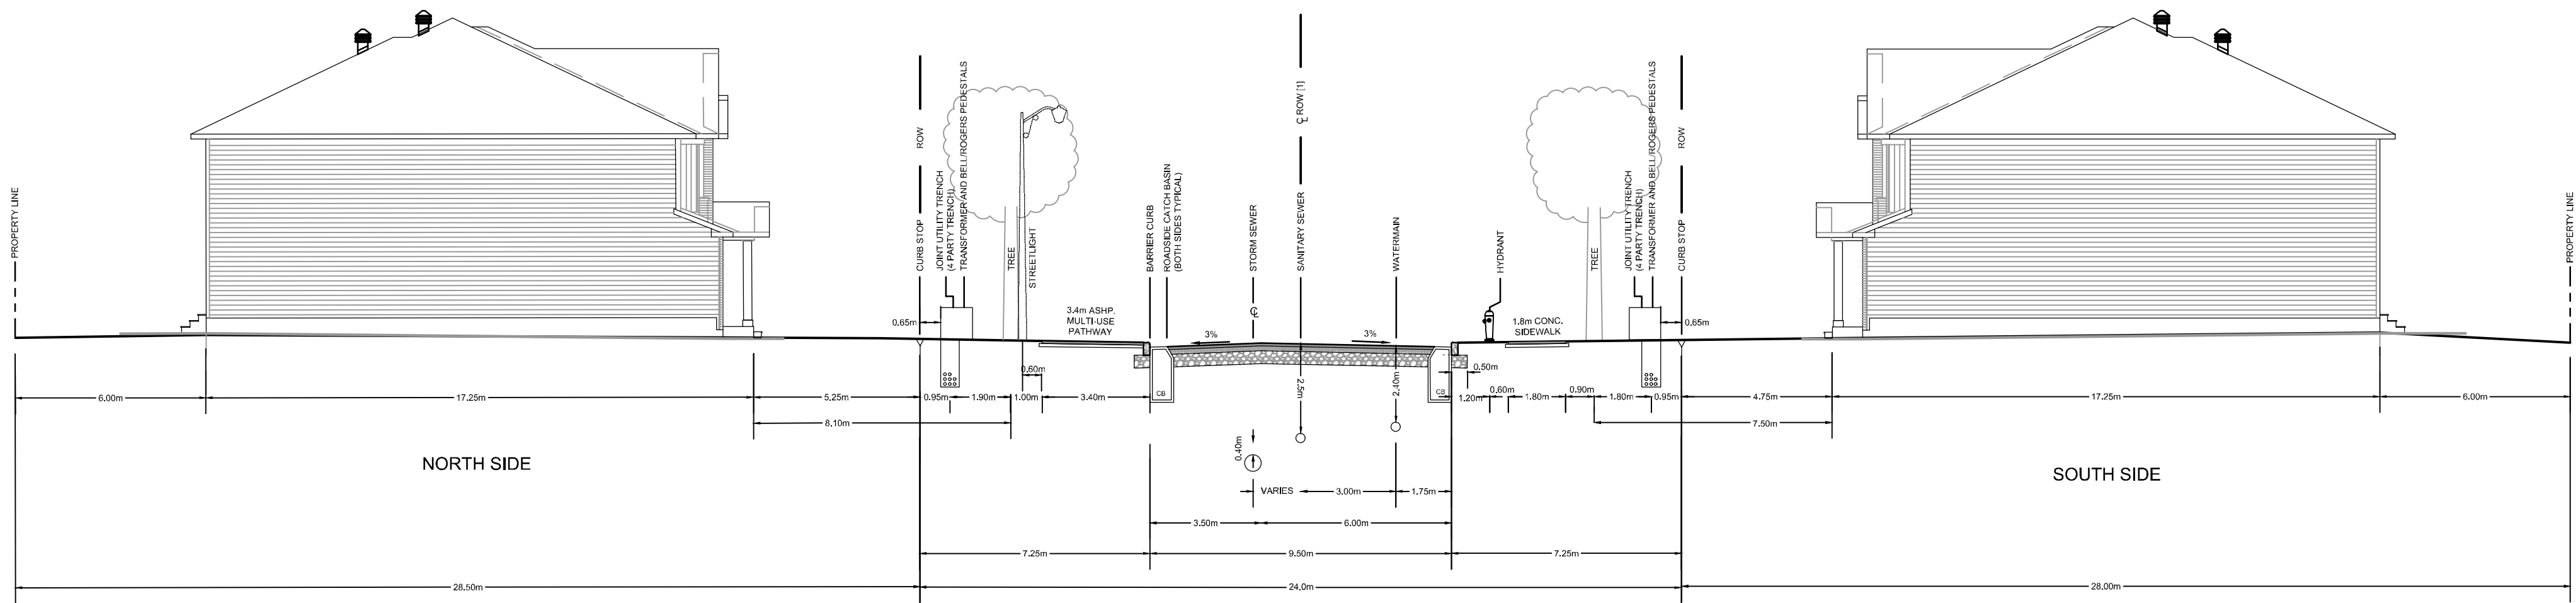 PROPERTY LINE
CURB STOP
ROW
JOINT UTILITY TRENCH
(4 PARTY TRENCH)
TRANSFORMER AND BELL/ROGERS PEDESTALS
TREE
STREETLIGHT
BARRIER CURB
ROADSIDE CATCH BASIN
(BOTH SIDES TYPICAL)
STORM SEWER
SANITARY SEWER
℄ ROW [1]
WATERMAIN
HYDRANT
TREE
JOINT UTILITY TRENCH
(4 PARTY TRENCH)
TRANSFORMER AND BELL/ROGERS PEDESTALS
CURB STOP
ROW
PROPERTY LINE
0.65m
3.4m ASHP.
MULTI-USE
PATHWAY
℄
3%
3%
1.8m CONC.
SIDEWALK
0.65m
0.60m
CB
2.50m
2.40m
CB
0.50m
0.60m
0.90m
6.00m
17.25m
5.25m
0.95m
1.90m
1.00m
3.40m
1.20m
1.80m
1.80m
0.95m
4.75m
17.25m
6.00m
8.10m
7.50m
0.40m
NORTH SIDE
SOUTH SIDE
VARIES
3.00m
1.75m
3.50m
6.00m
7.25m
9.50m
7.25m
28.50m
24.0m
28.00m